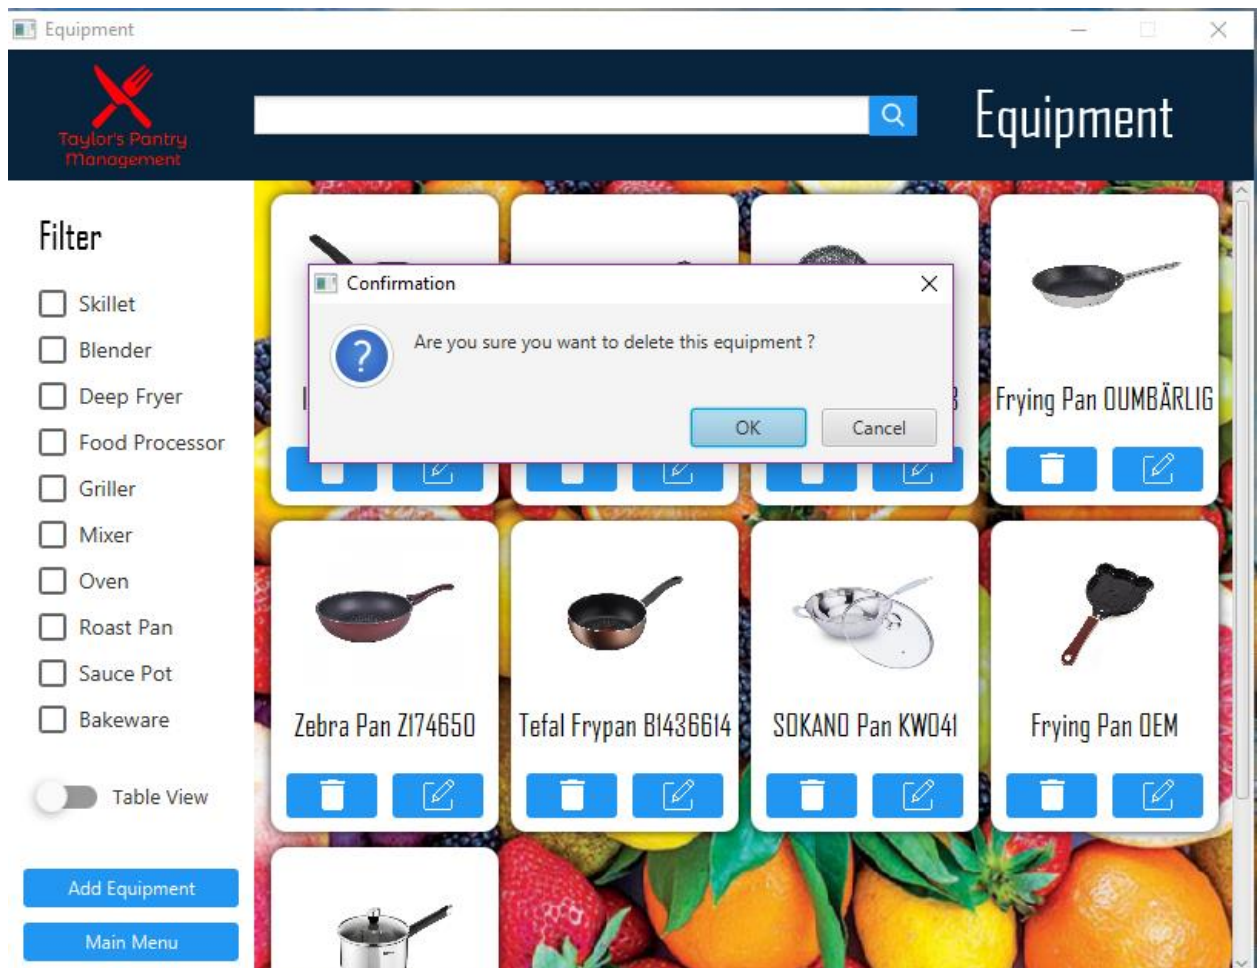 Equipment
Taylor's Pantry
Management
Equipment
Filter
Skillet
Blender
Deep Fryer
Food Processor
Griller
Mixer
Oven
Roast Pan
Sauce Pot
Bakeware
Table View
Add Equipment
Main Menu
Confirmation
Are you sure you want to delete this equipment ?
OK
Cancel
Frying Pan OUMBÄRLIG
Zebra Pan Z174650
Tefal Frypan B1436614
SOKANO Pan KW041
Frying Pan OEM